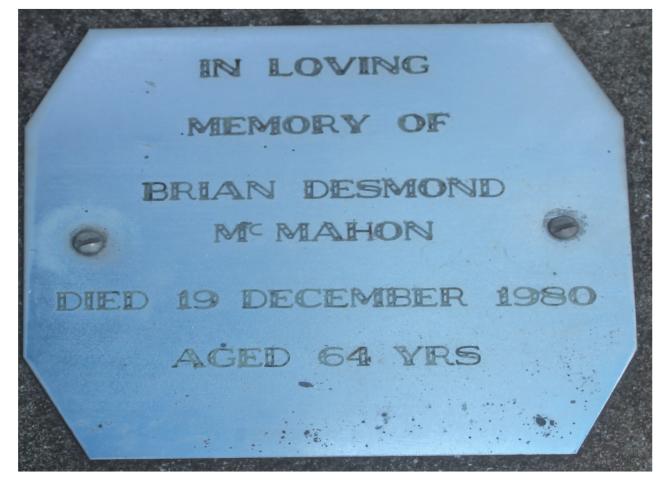 IN LOVING
MEMORY OF
BRIAN DESMOND
Mc MAHON
DIED 19 DECEMBER 1980
AGED 64 YRS